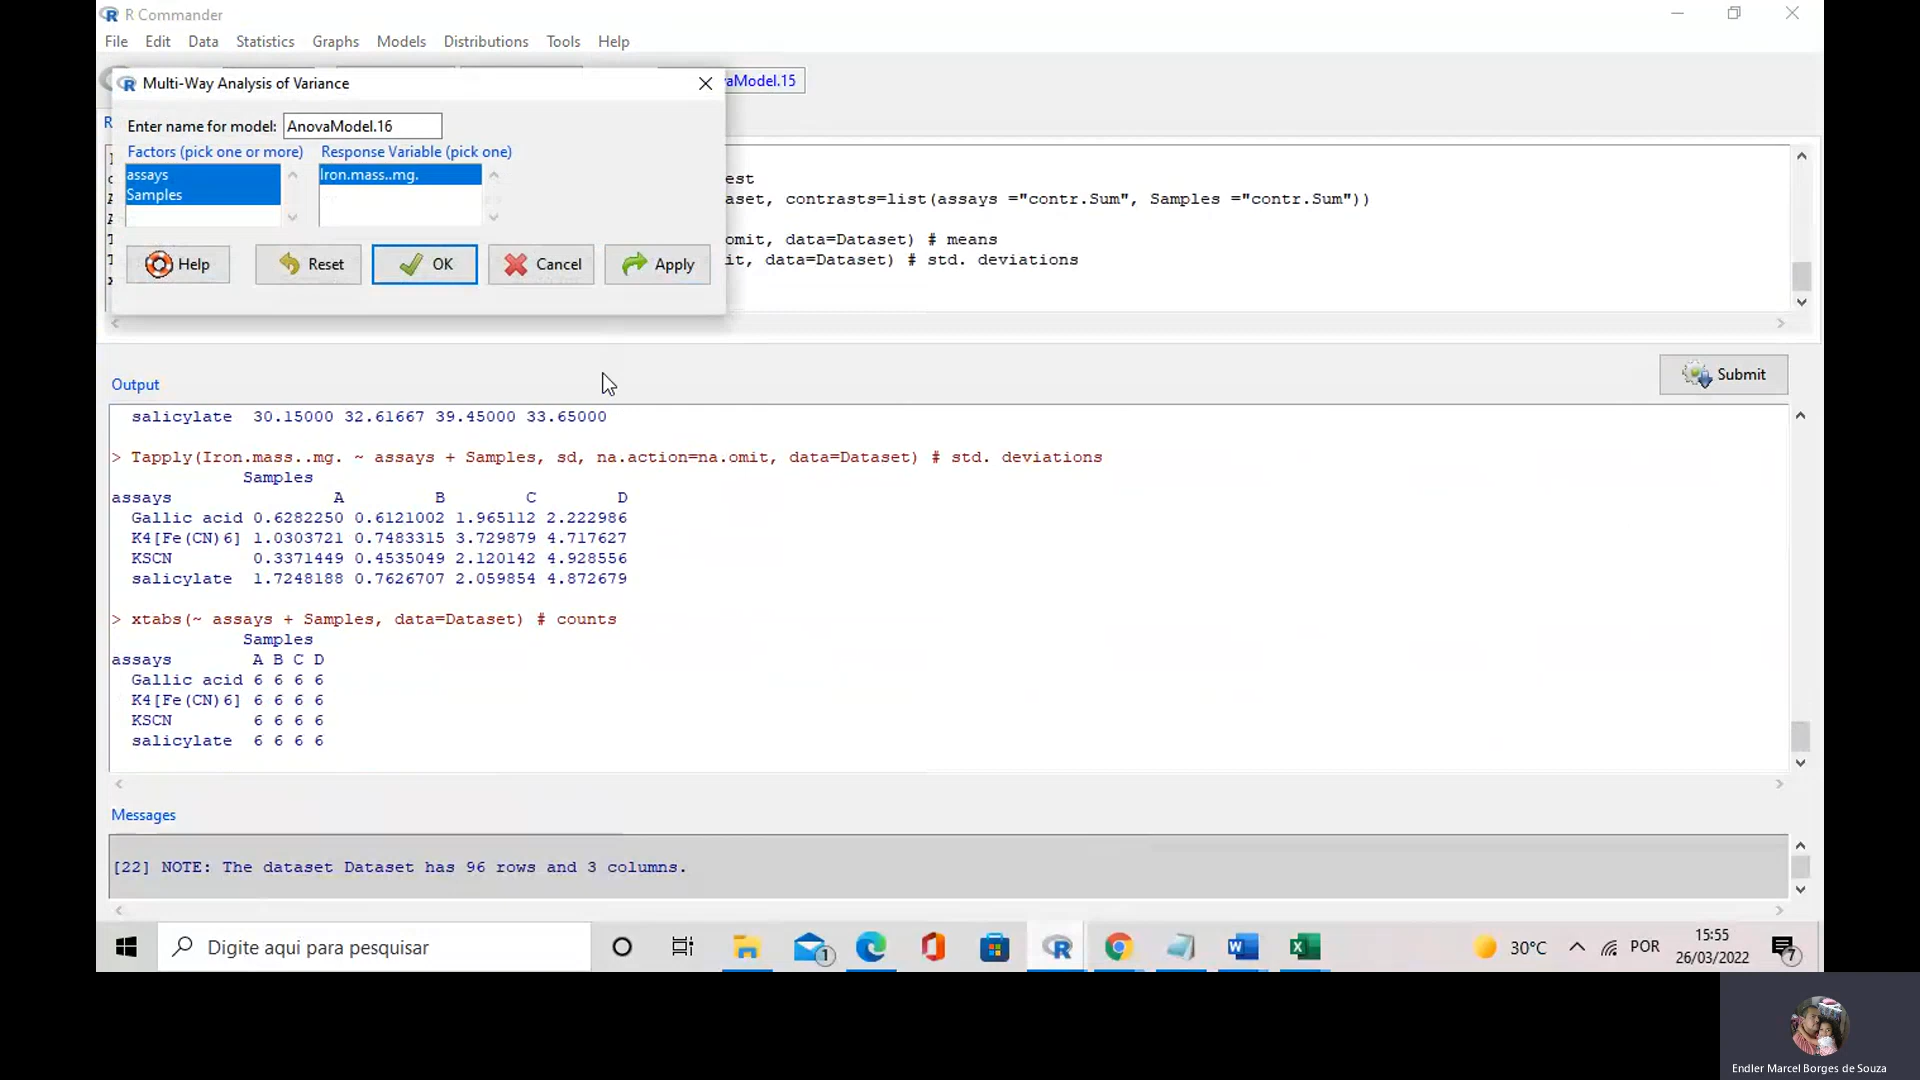 R Commander
File Edit Data Statistics Graphs Models Distributions Tools Help
Multi-Way Analysis of Variance
aModel.15
Enter name for model: AnovaModel.16
Factors (pick one or more) Response Variable (pick one)
assays Iron.mass..mg.
Samples
Help Reset OK Cancel Apply
est
aset, contrasts=list(assays ="contr.Sum", Samples ="contr.Sum"))
omit, data=Dataset) # means
it, data=Dataset) # std. deviations
Output
Submit
salicylate 30.15000 32.61667 39.45000 33.65000
> Tapply(Iron.mass..mg. ~ assays + Samples, sd, na.action=na.omit, data=Dataset) # std. deviations
Samples
assays A B C D
Gallic acid 0.6282250 0.6121002 1.965112 2.222986
K4[Fe(CN)6] 1.0303721 0.7483315 3.729879 4.717627
KSCN 0.3371449 0.4535049 2.120142 4.928556
salicylate 1.7248188 0.7626707 2.059854 4.872679
> xtabs(~ assays + Samples, data=Dataset) # counts
Samples
assays A B C D
Gallic acid 6 6 6 6
K4[Fe(CN)6] 6 6 6 6
KSCN 6 6 6 6
salicylate 6 6 6 6
Messages
[22] NOTE: The dataset Dataset has 96 rows and 3 columns.
Digite aqui para pesquisar
1
30°C
POR
15:55
26/03/2022
7
Endler Marcel Borges de Souza